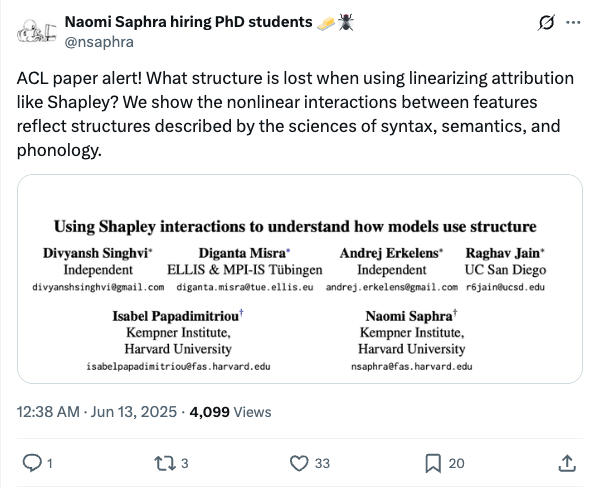 Naomi Saphra hiring PhD students 🧈🪰
@nsaphra
ACL paper alert! What structure is lost when using linearizing attribution
like Shapley? We show the nonlinear interactions between features
reflect structures described by the sciences of syntax, semantics, and
phonology.
Using Shapley interactions to understand how models use structure
Divyansh Singhvi* Diganta Misra* Andrej Erkelens* Raghav Jain*
Independent ELLIS & MPI-IS Tübingen Independent UC San Diego
divyanshsinghvi@gmail.com diganta.misra@tue.ellis.eu andrej.erkelens@gmail.com r6jain@ucsd.edu
Isabel Papadimitriou† Naomi Saphra†
Kempner Institute, Kempner Institute,
Harvard University Harvard University
isabelpapadimitriou@fas.harvard.edu nsaphra@fas.harvard.edu
12:38 AM · Jun 13, 2025 · 4,099 Views
1 3 33 20